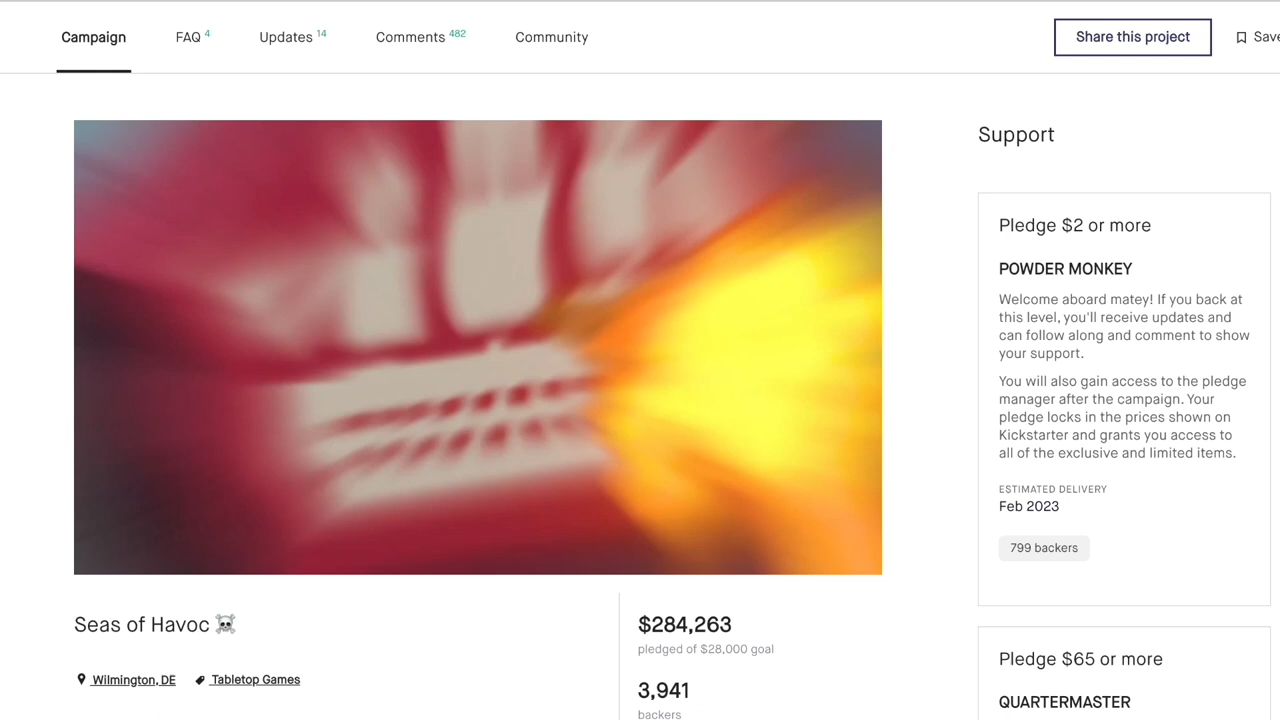 Campaign
FAQ 4
Updates 14
Comments 482
Community
Share this project
Save
Support
Pledge $2 or more
POWDER MONKEY
Welcome aboard matey! If you back at
this level, you'll receive updates and
can follow along and comment to show
your support.
You will also gain access to the pledge
manager after the campaign. Your
pledge locks in the prices shown on
Kickstarter and grants you access to
all of the exclusive and limited items.
ESTIMATED DELIVERY
Feb 2023
799 backers
Seas of Havoc ☠️
Wilmington, DE
Tabletop Games
$284,263
pledged of $28,000 goal
3,941
backers
Pledge $65 or more
QUARTERMASTER